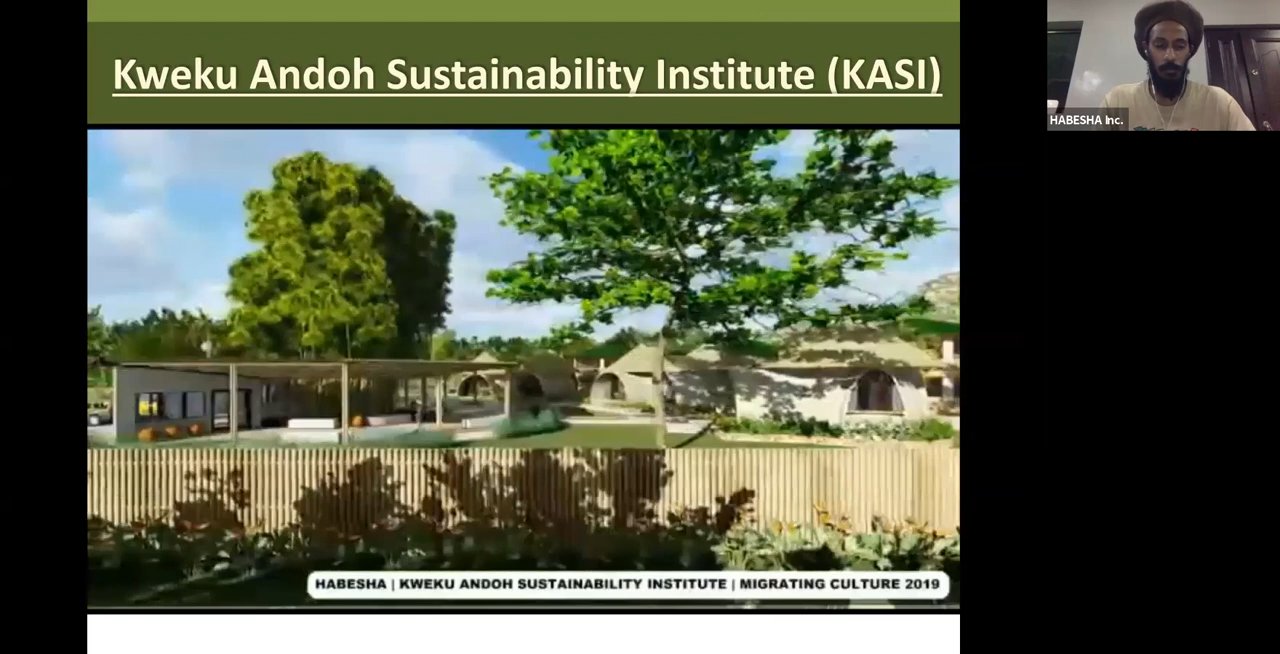 Kweku Andoh Sustainability Institute (KASI)
HABESHA Inc.
HABESHA | KWEKU ANDOH SUSTAINABILITY INSTITUTE | MIGRATING CULTURE 2019